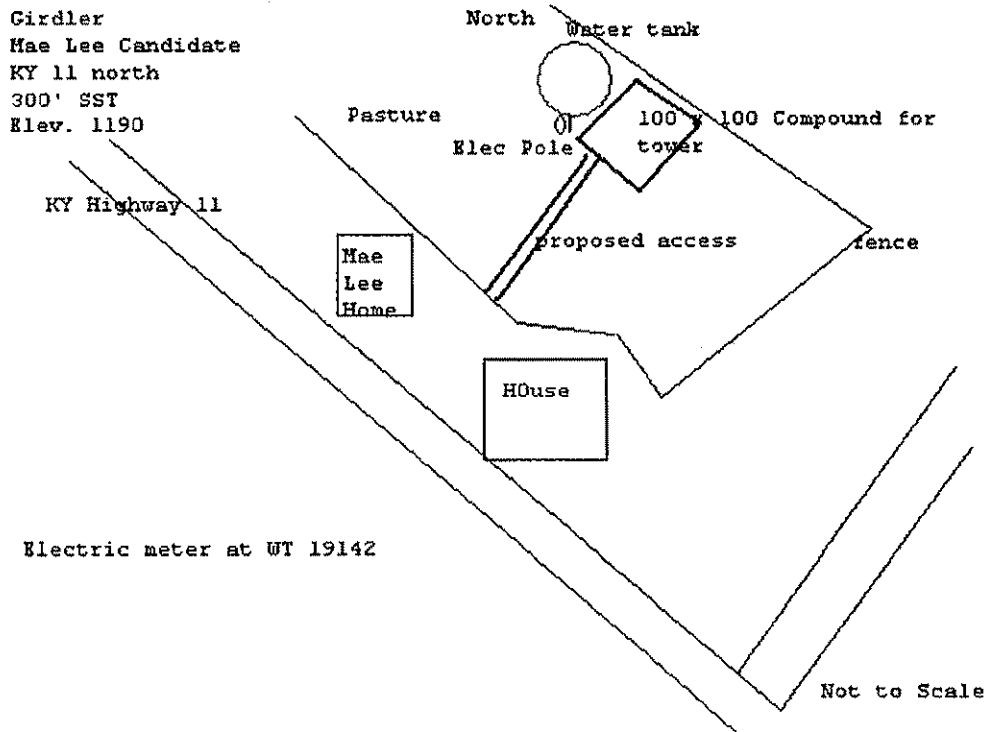 Girdler
Mae Lee Candidate
KY 11 north
300' SST
Elev. 1190
North
Water tank
Pasture
100 x 100 Compound for
tower
Elec Pole
KY Highway 11
proposed access
fence
Mae
Lee
Home
HOuse
Electric meter at WT 19142
Not to Scale